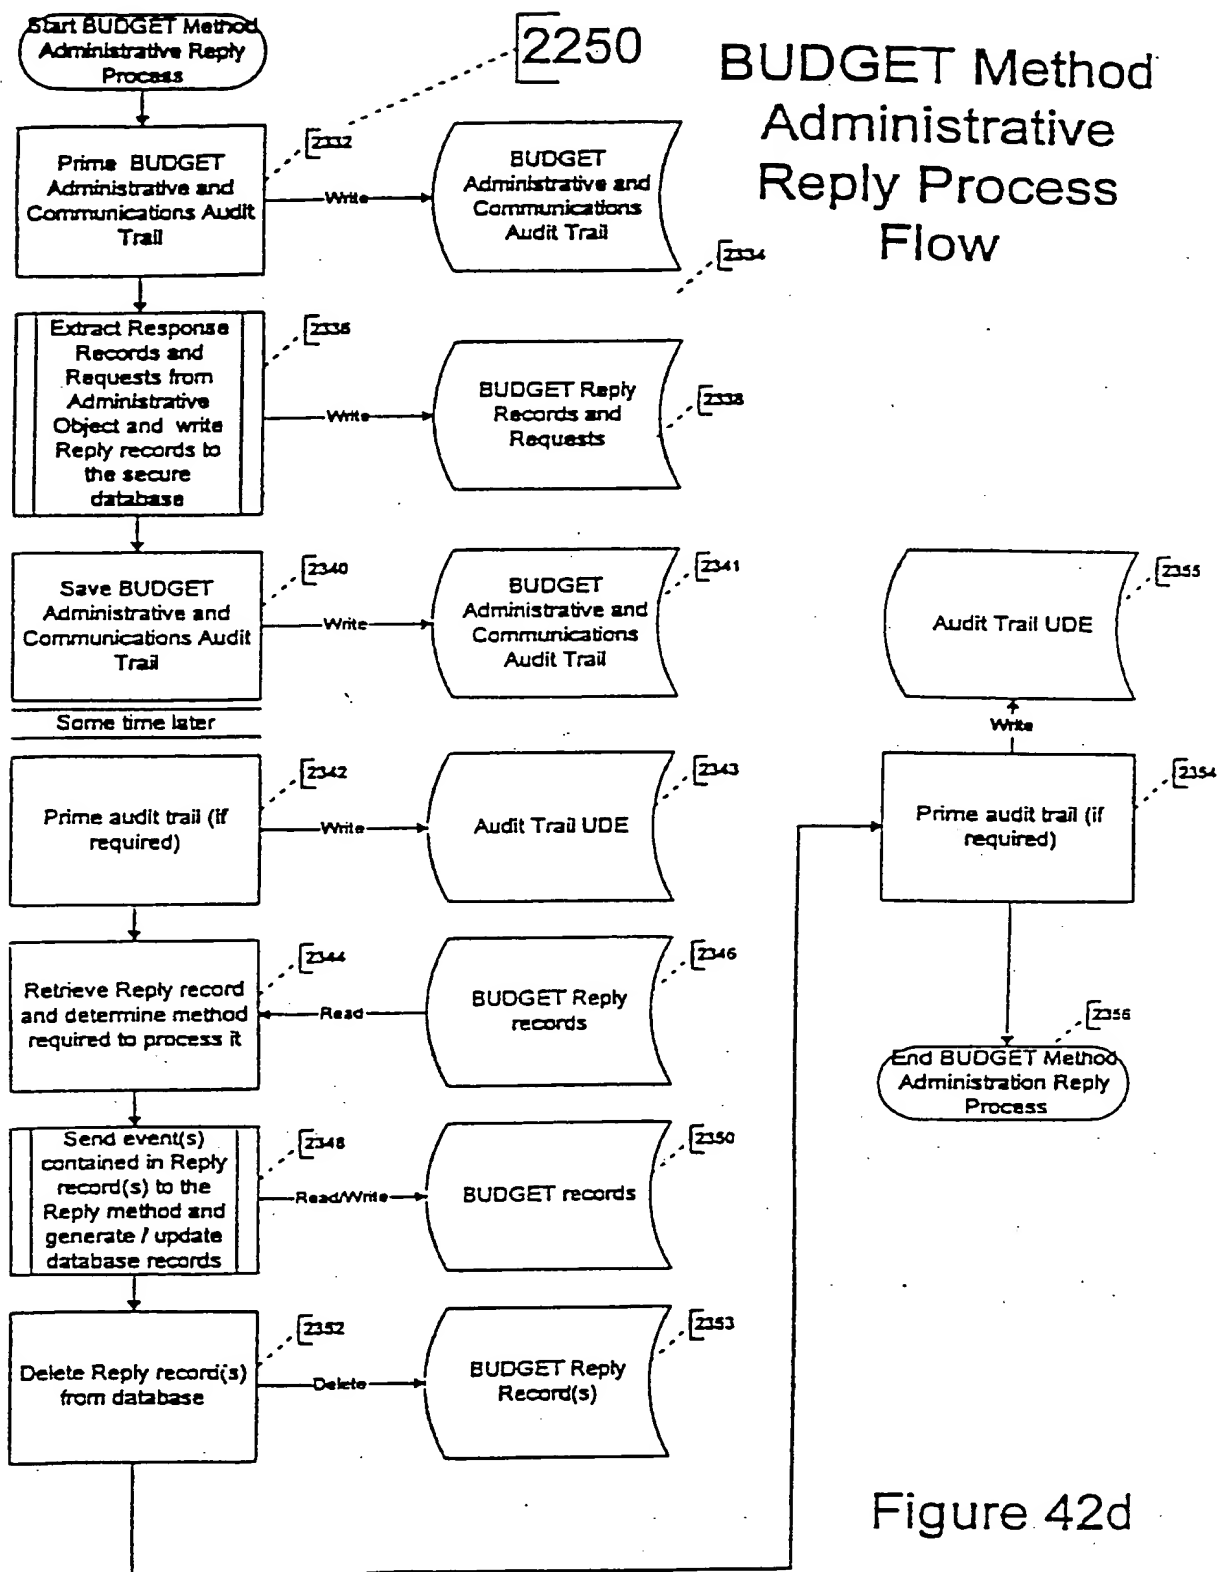 Start BUDGET Method
Administrative Reply
Process
2250
BUDGET Method
Administrative
Reply Process
Flow
Prime BUDGET
Administrative and
Communications Audit
Trail
2332
Write
BUDGET
Administrative and
Communications
Audit Trail
2334
Extract Response
Records and
Requests from
Administrative
Object and write
Reply records to
the secure
database
2336
Write
BUDGET Reply
Records and
Requests
2338
Save BUDGET
Administrative and
Communications Audit
Trail
2340
Write
BUDGET
Administrative and
Communications
Audit Trail
2341
Some time later
Prime audit trail (if
required)
2342
Write
Audit Trail UDE
2343
Retrieve Reply record
and determine method
required to process it
2344
Read
BUDGET Reply
records
2346
Send event(s)
contained in Reply
record(s) to the
Reply method and
generate / update
database records
2348
Read/Write
BUDGET records
2350
Delete Reply record(s)
from database
2352
Delete
BUDGET Reply
Record(s)
2353
Audit Trail UDE
2355
Write
Prime audit trail (if
required)
2354
2356
End BUDGET Method
Administration Reply
Process
Figure 42d